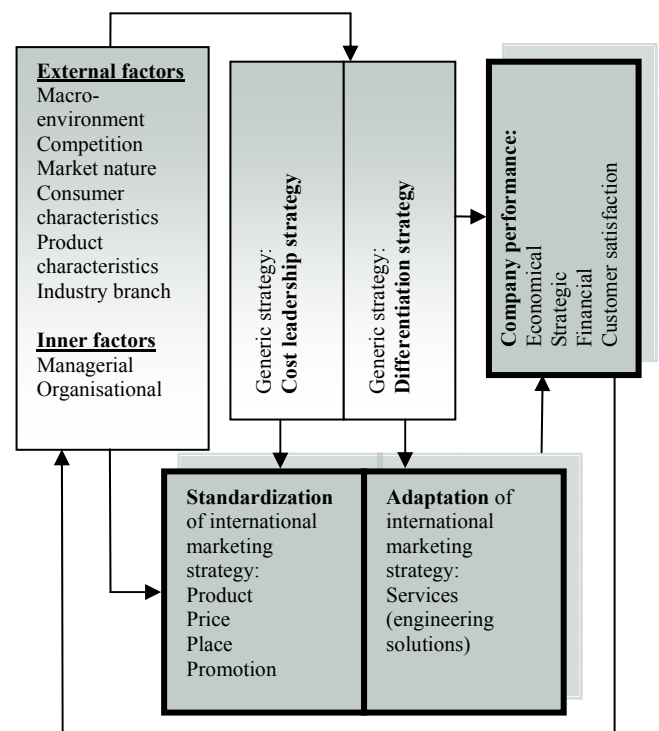 External factors
Macro-
environment
Competition
Market nature
Consumer
characteristics
Product
characteristics
Industry branch
Inner factors
Managerial
Organisational
Generic strategy:
Cost leadership strategy
Generic strategy:
Differentiation strategy
Company performance:
Economical
Strategic
Financial
Customer satisfaction
Standardization
of international
marketing
strategy:
Product
Price
Place
Promotion
Adaptation of
international
marketing
strategy:
Services
(engineering
solutions)